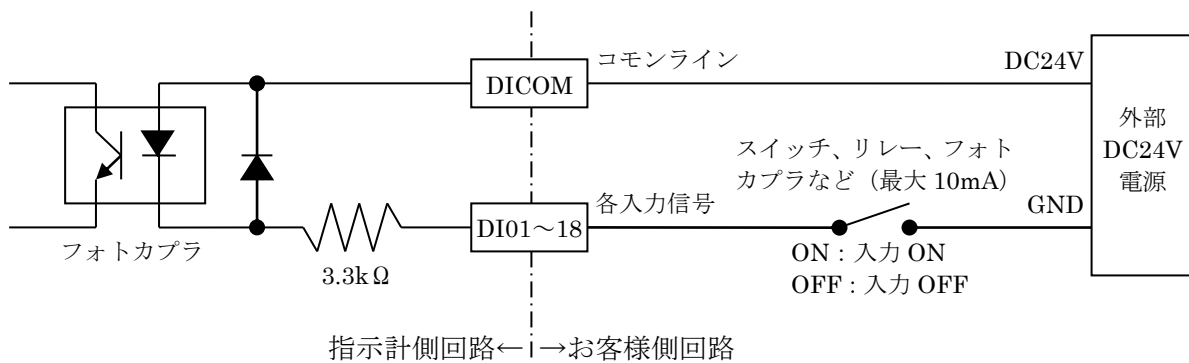 コモンライン
DC24V
DICOM
外部
DC24V
電源
スイッチ、リレー、フォト
カプラなど（最大 10mA）
各入力信号
GND
DI01～18
フォトカプラ
3.3kΩ
ON：入力 ON
OFF：入力 OFF
指示計側回路←→お客様側回路